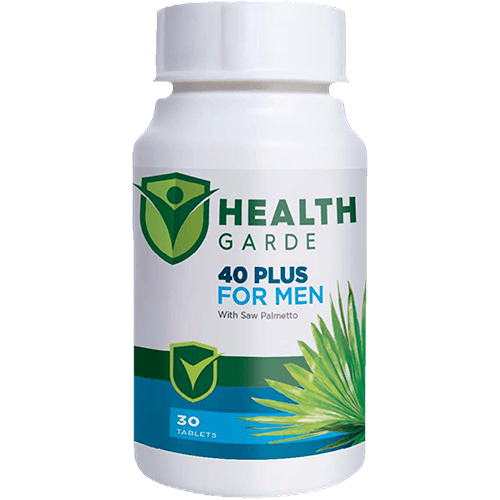 HEALTH
GARDE
40 PLUS
FOR MEN
With Saw Palmetto
30
TABLETS